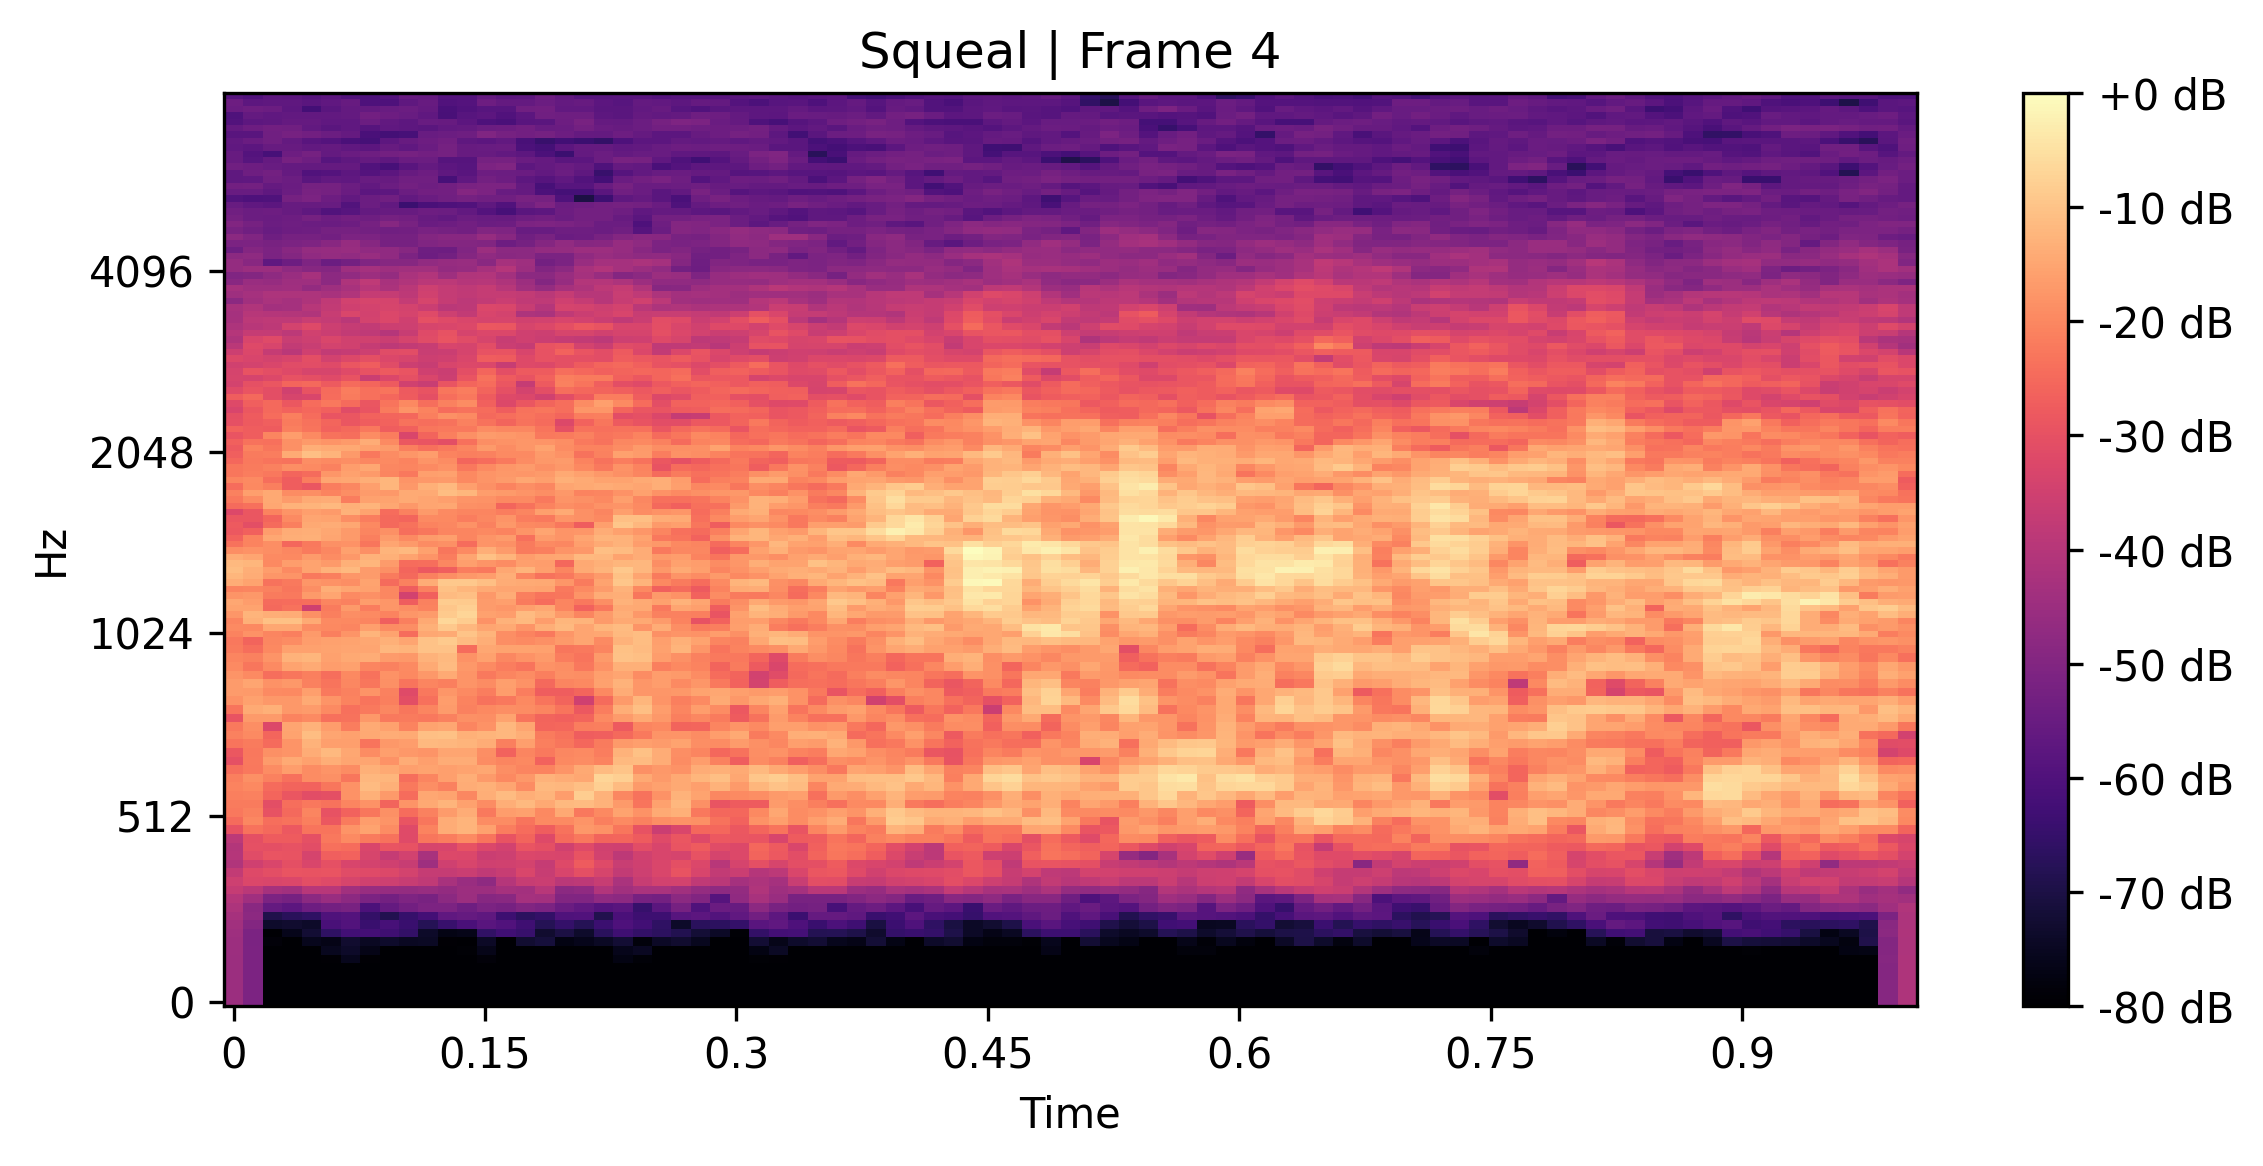 Squeal | Frame 4
+0 dB
-10 dB
-20 dB
-30 dB
-40 dB
-50 dB
-60 dB
-70 dB
-80 dB
Hz
4096
2048
1024
512
0
0 0.15 0.3 0.45 0.6 0.75 0.9
Time